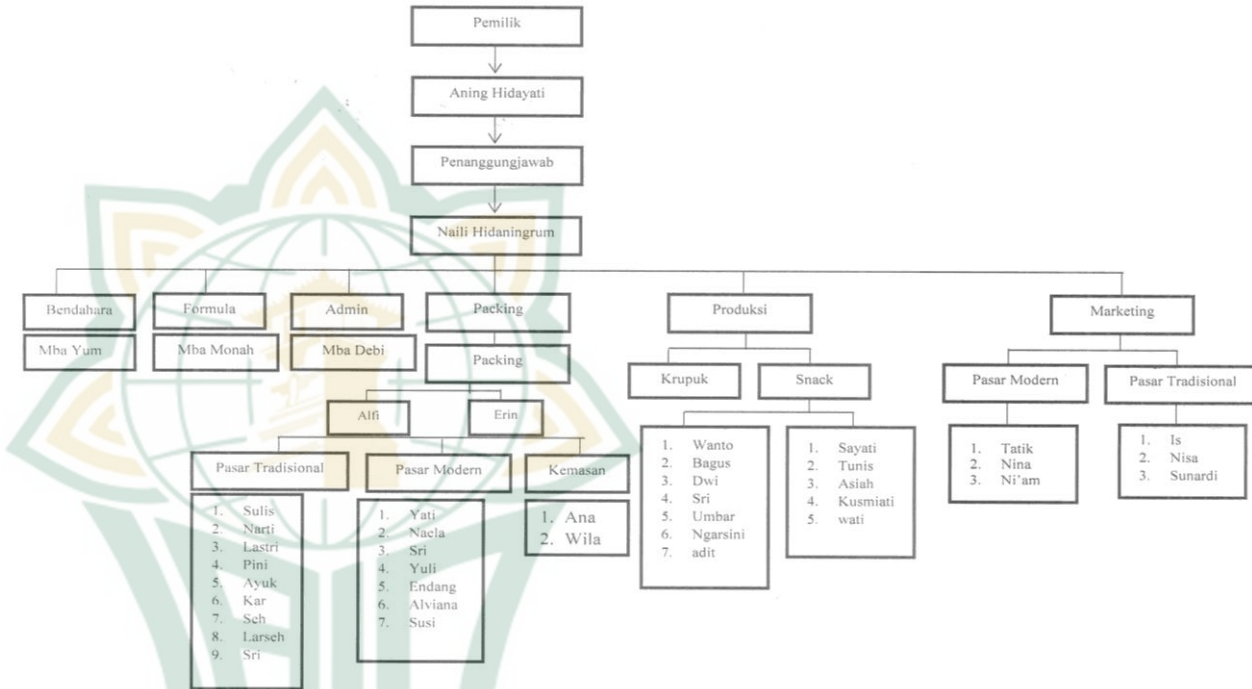 Pemilik
Aning Hidayati
Penanggungjawab
Naili Hidaningrum
Bendahara
Mba Yum
Formula
Mba Monah
Admin
Mba Debi
Packing
Packing
Alfi
Erin
Pasar Tradisional
1. Sulis
2. Narti
3. Lastri
4. Pini
5. Ayuk
6. Kar
7. Seh
8. Larseh
9. Sri
Pasar Modern
1. Yati
2. Naela
3. Sri
4. Yuli
5. Endang
6. Alviana
7. Susi
Kemasan
1. Ana
2. Wila
Produksi
Krupuk
1. Wanto
2. Bagus
3. Dwi
4. Sri
5. Umbar
6. Ngarsini
7. adit
Snack
1. Sayati
2. Tunis
3. Asiah
4. Kusmiati
5. wati
Marketing
Pasar Modern
1. Tatik
2. Nina
3. Ni'am
Pasar Tradisional
1. Is
2. Nisa
3. Sunardi